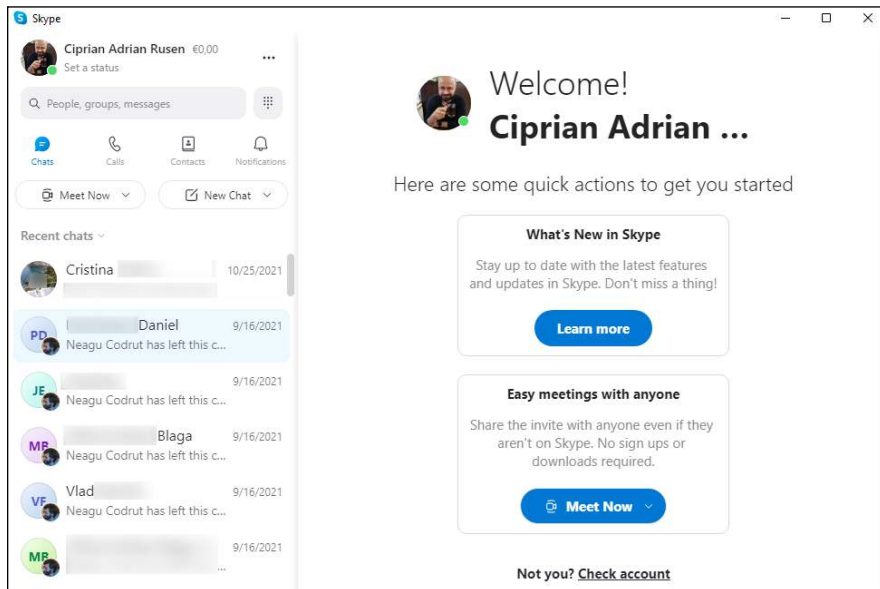 Skype
Ciprian Adrian Rusen €0,00
Set a status
People, groups, messages
Chats
Calls
Contacts
Notifications
Meet Now
New Chat
Recent chats
Cristina
10/25/2021
PD
Daniel
9/16/2021
Neagu Codrut has left this c...
JE
9/16/2021
Neagu Codrut has left this c...
MB
Blaga
9/16/2021
Neagu Codrut has left this c...
VF
Vlad
9/16/2021
Neagu Codrut has left this c...
MB
9/16/2021
...
Welcome!
Ciprian Adrian ...
Here are some quick actions to get you started
What's New in Skype
Stay up to date with the latest features
and updates in Skype. Don't miss a thing!
Learn more
Easy meetings with anyone
Share the invite with anyone even if they
aren't on Skype. No sign ups or
downloads required.
Meet Now
Not you? Check account